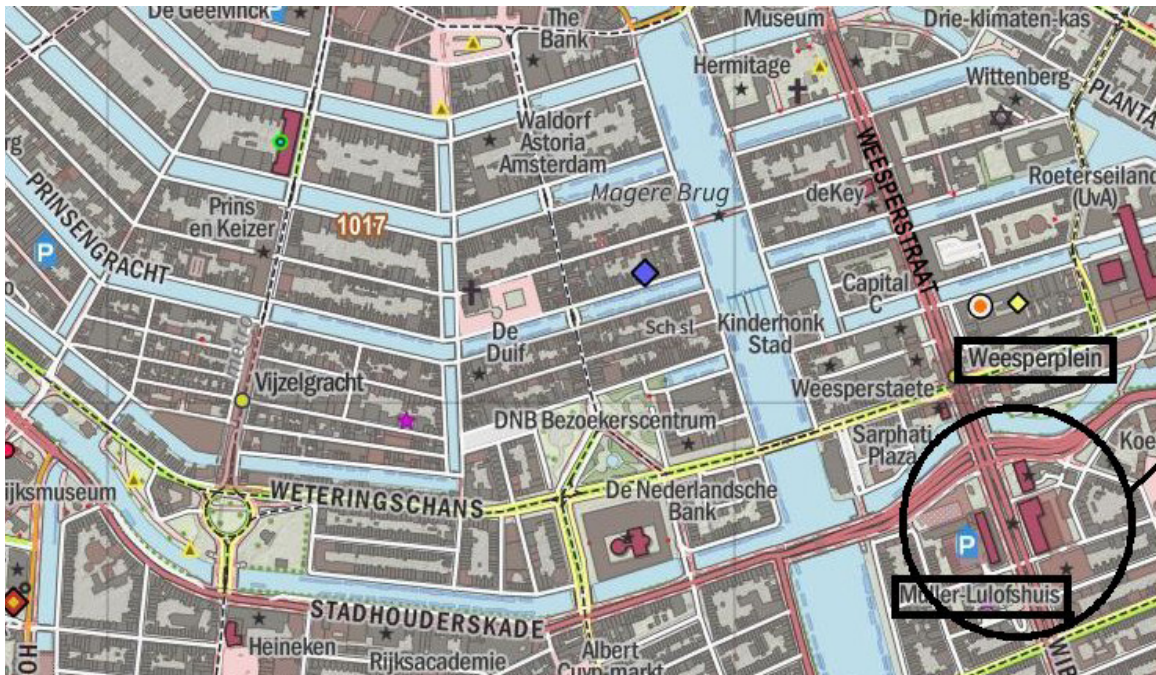 De Geelvinck
P
The
Bank
Museum
Drie-klimaten-kas
Hermitage
Wittenberg
PLANTA
Waldorf
Astoria
Amsterdam
WEESPERSTRAAT
Magere Brug
deKey
Roeterseiland
(UvA)
PRINSENGRACHT
Prins
en Keizer
1017
P
Capital
C
Sch sl
Kinderhonk
Stad
De
Duif
Weesperplein
Vijzelgracht
Weesperstaete
DNB Bezoekerscentrum
Sarphati
Plaza
Koe
ijksmuseum
WETERINGSCHANS
De Nederlandsche
Bank
P
Müller-Lulofshuis
STADHOUDERSKADE
Heineken
Rijksacademie
Albert
Cuyp-markt
HO
WIB